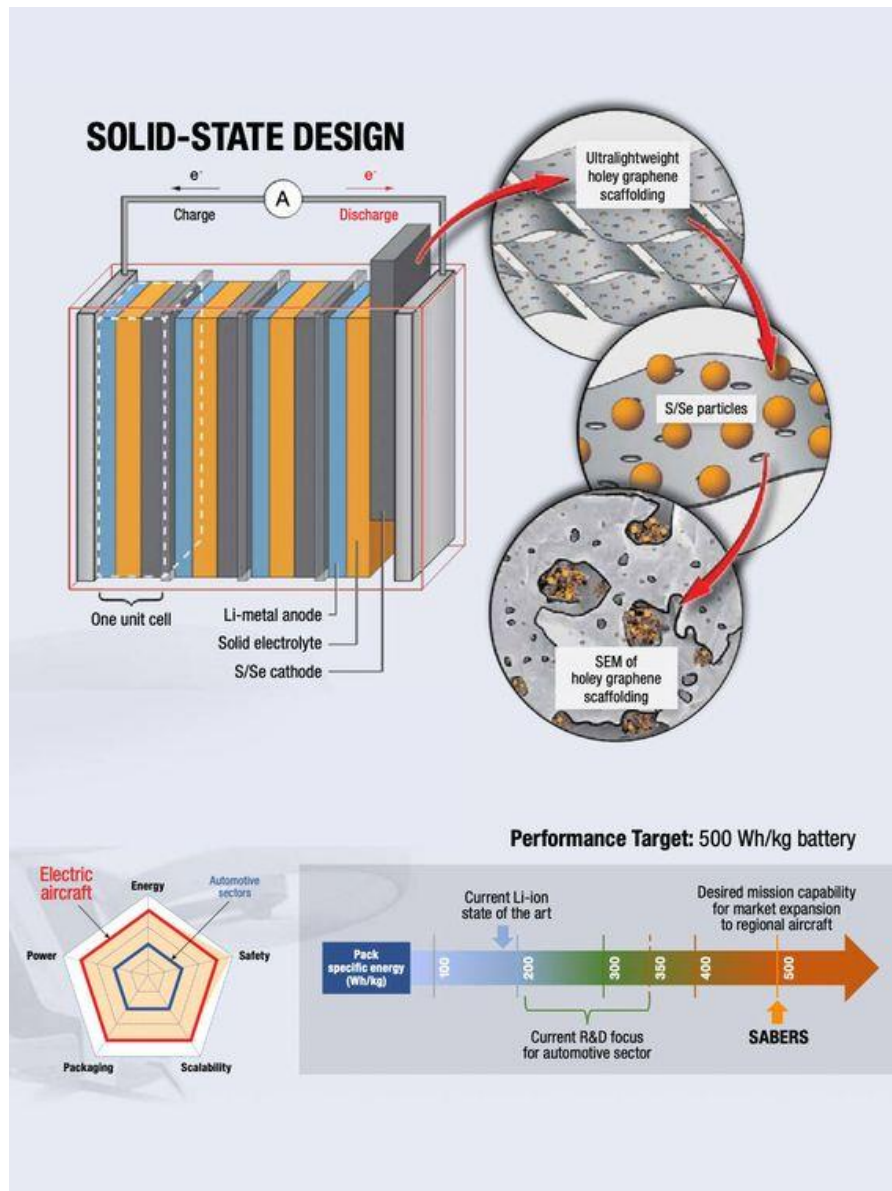 SOLID-STATE DESIGN
e-
e-
A
Charge
Discharge
Ultralightweight
holey graphene
scaffolding
S/Se particles
One unit cell
Li-metal anode
Solid electrolyte
S/Se cathode
SEM of
holey graphene
scaffolding
Performance Target: 500 Wh/kg battery
Electric
aircraft
Energy
Automotive
sectors
Power
Safety
Packaging
Scalability
Current Li-ion
state of the art
Desired mission capability
for market expansion
to regional aircraft
Pack
specific energy
(Wh/kg)
100
200
300
350
400
500
Current R&D focus
for automotive sector
SABERS